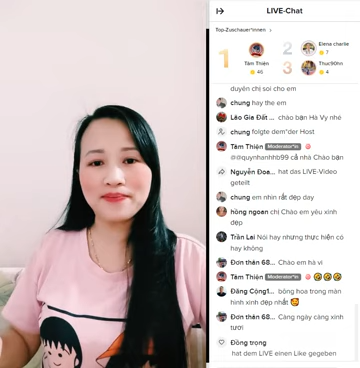 LIVE-Chat
Top-Zuschauer*innen
1
Tâm Thiện
46
2
Elena charlie
7
3
Thuc90hn
4
duyên chị soi cho em
chung hay the em
Lão Gia Đất ... chào bạn Hà Vy nhé
chung folgte dem*der Host
Tâm Thiện Moderator*in
@@quynhanhhb99 cả nhà Chào bạn
Nguyễn Đoa... hat das LIVE-Video
geteilt
chung em nhìn rất đẹp day
hồng ngoan chị Chào em yêu xinh
đẹp
Trần Lai Nói hay nhưng thực hiện có
hay không
Đơn thân 68... Chào em hà vi
Tâm Thiện Moderator*in
Đăng Công1... bông hoa trong màn
hình xinh đẹp nhất
Đơn thân 68... Càng ngày càng xinh
tươi
Đồng trọng
hat dem LIVE einen Like gegeben